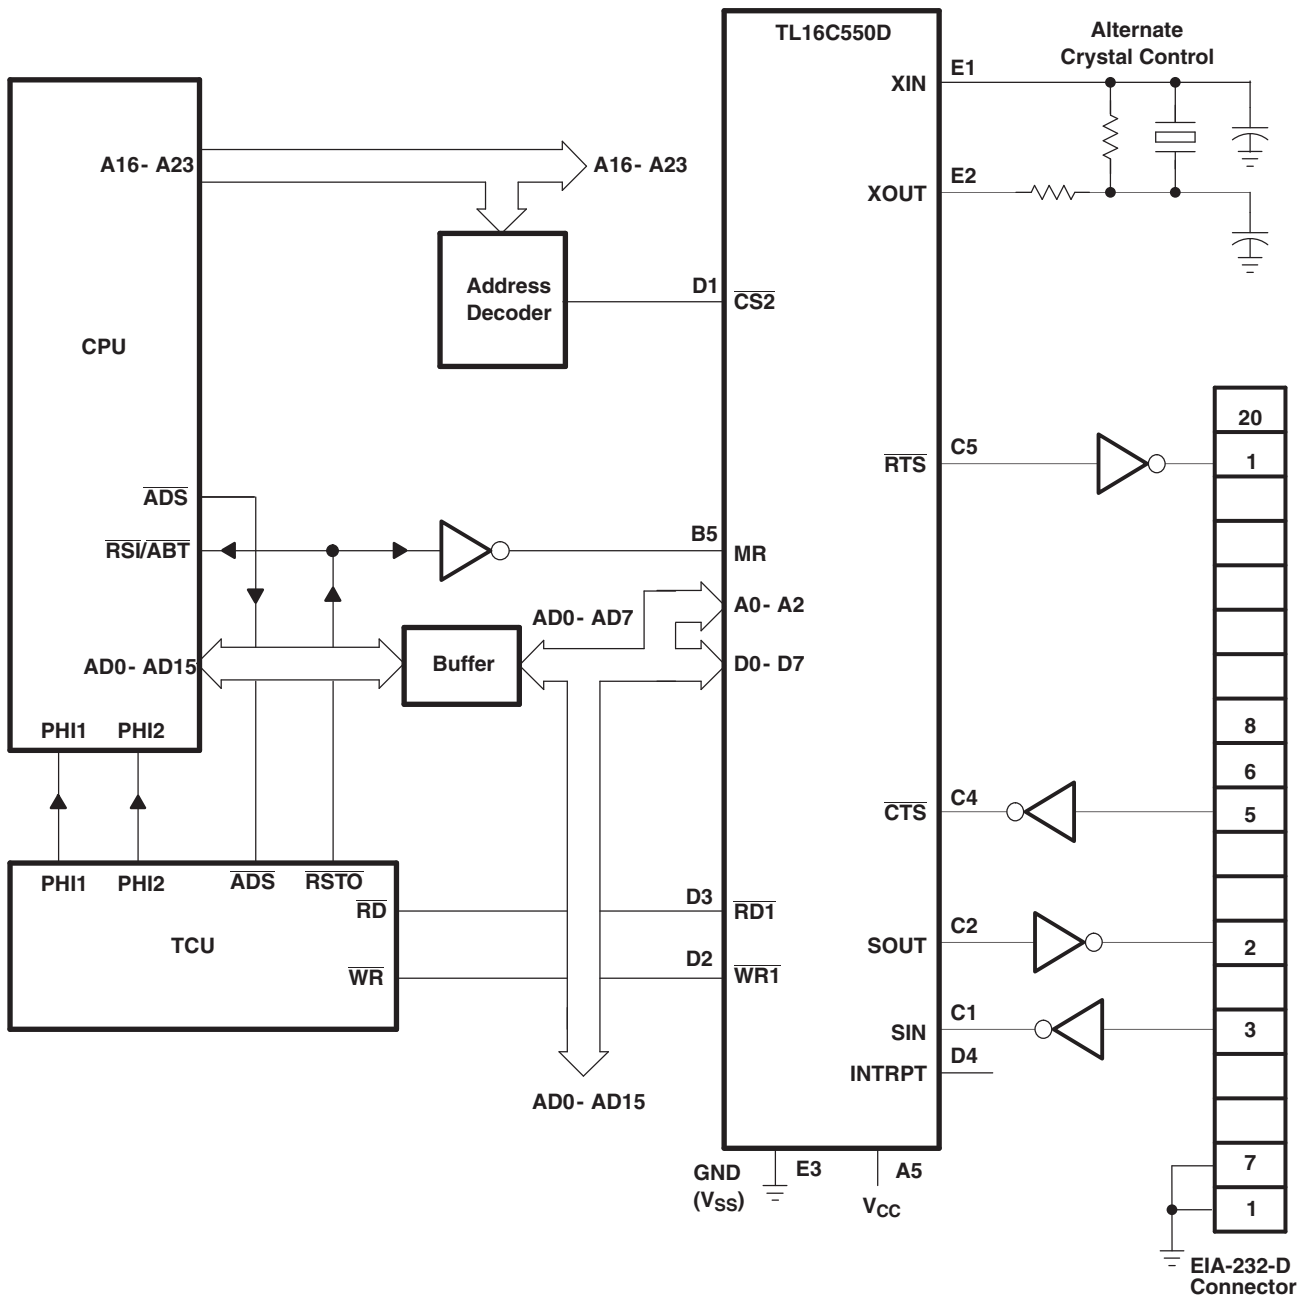 TL16C550D
Alternate
Crystal Control
XIN
E1
A16- A23
A16- A23
XOUT
E2
Address
Decoder
D1
CS2
CPU
20
RTS
C5
1
ADS
RSI/ABT
B5
MR
AD0- AD7
A0- A2
AD0- AD15
Buffer
D0- D7
PHI1
PHI2
8
6
CTS
C4
5
PHI1
PHI2
ADS
RSTO
RD
D3
RD1
TCU
SOUT
C2
2
WR
D2
WR1
SIN
C1
3
INTRPT
D4
AD0- AD15
GND
(VSS)
E3
A5
VCC
7
1
EIA-232-D
Connector